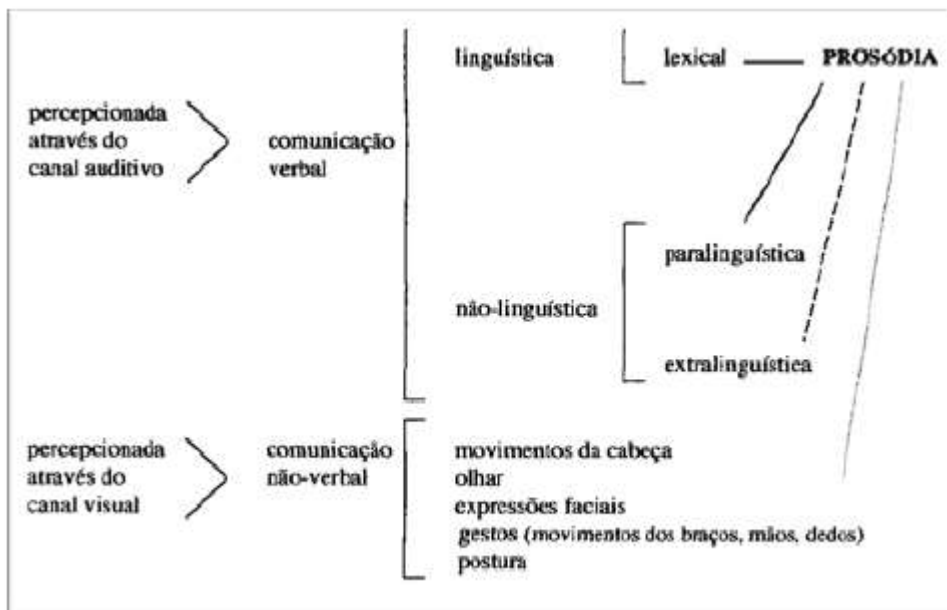 linguística
lexical
PROSÓDIA
percepcionada
através do
canal auditivo
comunicação
verbal
paralinguística
não-linguística
extralinguística
percepcionada
através do
canal visual
comunicação
não-verbal
movimentos da cabeça
olhar
expressões faciais
gestos (movimentos dos braços, mãos, dedos)
postura